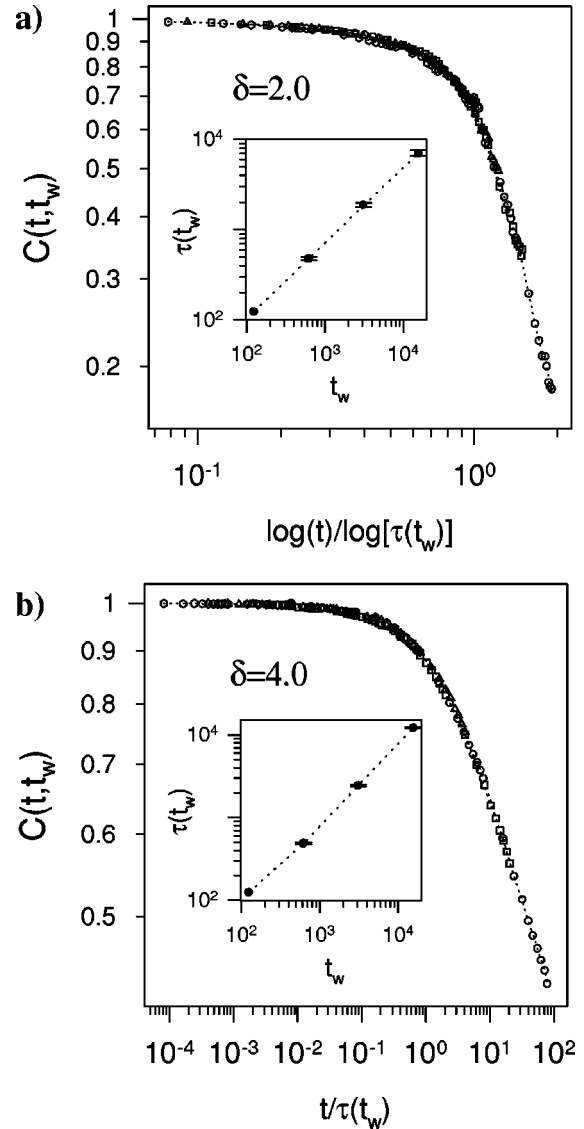 a)
1
0.9
0.8
0.7
0.6
0.5
0.4
0.3
0.2
C(t,t_w)
δ=2.0
10^4
10^2
τ(t_w)
10^2 10^3 10^4
t_w
10^-1 10^0
log(t)/log[τ(t_w)]
b)
1
0.9
0.8
0.7
0.6
0.5
C(t,t_w)
δ=4.0
10^4
10^2
τ(t_w)
10^2 10^3 10^4
t_w
10^-4 10^-3 10^-2 10^-1 10^0 10^1 10^2
t/τ(t_w)